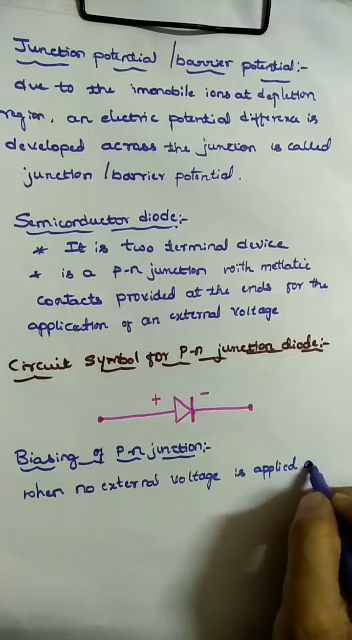 Junction potential / barrier potential:-
due to the immobile ions at depletion
region, an electric potential difference is
developed across the junction is called
junction / barrier potential.
Semiconductor diode:-
* It is two terminal device
* is a P-n junction with metlatic
contacts provided at the ends for the
application of an external voltage
Circuit Symbol for P-n junction diode:-
+ -
Biasing of P-n junction:-
when no external voltage is applied